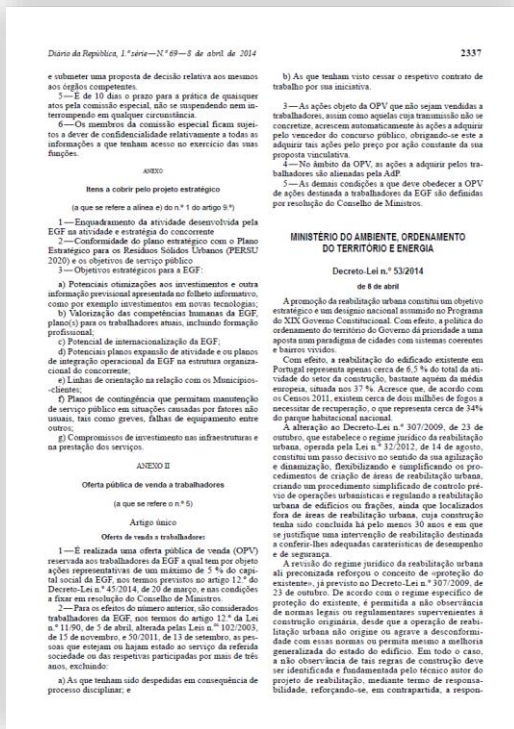 Diário da República, 1.ª série—N.º 69—8 de abril de 2014
2337
e submeter uma proposta de decisão relativa aos mesmos
aos órgãos competentes.
5—É de 10 dias o prazo para a prática de quaisquer
atos pela comissão especial, não se suspendendo nem in-
terrompendo em qualquer circunstância.
6—Os membros da comissão especial ficam sujei-
tos a dever de confidencialidade relativamente a todas as
informações a que tenham acesso no exercício das suas
funções.
ANEXO
Itens a cobrir pelo projeto estratégico
(a que se refere a alínea e) do n.º 1 do artigo 9.º)
1—Enquadramento da atividade desenvolvida pela
EGF na atividade e estratégia do concorrente
2—Conformidade do plano estratégico com o Plano
Estratégico para os Resíduos Sólidos Urbanos (PERSU
2020) e os objetivos de serviço público
3—Objetivos estratégicos para a EGF:
a) Potenciais otimizações aos investimentos e outra
informação previsional apresentada no folheto informativo,
como por exemplo investimentos em novas tecnologias;
b) Valorização das competências humanas da EGF,
plano(s) para os trabalhadores atuais, incluindo formação
profissional;
c) Potencial de internacionalização da EGF;
d) Potenciais planos expansão de atividade e ou planos
de integração operacional da EGF na estrutura organiza-
cional do concorrente;
e) Linhas de orientação na relação com os Municípios-
-clientes;
f) Planos de contingência que permitam manutenção
de serviço público em situações causadas por fatores não
usuais, tais como greves, falhas de equipamento entre
outros;
g) Compromissos de investimento nas infraestruturas e
na prestação dos serviços.
ANEXO II
Oferta pública de venda a trabalhadores
(a que se refere o n.º 5)
Artigo único
Oferta de venda a trabalhadores:
1—É realizada uma oferta pública de venda (OPV)
reservada aos trabalhadores da EGF a qual tem por objeto
ações representativas de um máximo de 5 % do capi-
tal social da EGF, nos termos previstos no artigo 12.º do
Decreto-Lei n.º 45/2014, de 20 de março, e nas condições
a fixar em resolução do Conselho de Ministros.
2—Para os efeitos do número anterior, são considerados
trabalhadores da EGF, nos termos do artigo 12.º da Lei
n.º 11/90, de 5 de abril, alterada pelas Leis n.os 102/2003,
de 15 de novembro, e 50/2011, de 13 de setembro, as pes-
soas que estejam ou hajam estado ao serviço da referida
sociedade ou das respetivas participadas por mais de três
anos, excluindo:
a) As que tenham sido despedidas em consequência de
processo disciplinar; e
b) As que tenham visto cessar o respetivo contrato de
trabalho por sua iniciativa.
3—As ações objeto da OPV que não sejam vendidas a
trabalhadores, assim como aquelas cuja transmissão não se
concretize, acrescem automaticamente às ações a adquirir
pelo vencedor do concurso público, obrigando-se este a
adquirir tais ações pelo preço por ação constante da sua
proposta vinculativa.
4—No âmbito da OPV, as ações a adquirir pelos tra-
balhadores são alienadas pela AdP.
5—As demais condições a que deve obedecer a OPV
de ações destinada a trabalhadores da EGF são definidas
por resolução do Conselho de Ministros.
MINISTÉRIO DO AMBIENTE, ORDENAMENTO
DO TERRITÓRIO E ENERGIA
Decreto-Lei n.º 53/2014
de 8 de abril
A promoção da reabilitação urbana constitui um objetivo
estratégico e um desígnio nacional assumido no Programa
do XIX Governo Constitucional. Com efeito, a política do
ordenamento do território do Governo dá prioridade a uma
aposta num paradigma de cidades com sistemas coerentes
e bairros vividos.
Com efeito, a reabilitação do edificado existente em
Portugal representa apenas cerca de 6,5 % do total da ati-
vidade do setor da construção, bastante aquém da média
europeia, situada nos 37 %. Acresce que, de acordo com
os Censos 2011, existem cerca de dois milhões de fogos a
necessitar de recuperação, o que representa cerca de 34%
do parque habitacional nacional.
A alteração ao Decreto-Lei n.º 307/2009, de 23 de
outubro, que estabelece o regime jurídico da reabilitação
urbana, operada pela Lei n.º 32/2012, de 14 de agosto,
constitui um passo decisivo no sentido da sua agilização
e dinamização, flexibilizando e simplificando os pro-
cedimentos de criação de áreas de reabilitação urbana,
criando um procedimento simplificado de controlo pré-
vio de operações urbanísticas e regulando a reabilitação
urbana de edifícios ou frações, ainda que localizados
fora de áreas de reabilitação urbana, cuja construção
tenha sido concluída há pelo menos 30 anos e em que
se justifique uma intervenção de reabilitação destinada
a conferir-lhes adequadas caraterísticas de desempenho
e de segurança.
A revisão do regime jurídico da reabilitação urbana
ali preconizada reforçou o conceito de «proteção do
existente», já previsto no Decreto-Lei n.º 307/2009, de
23 de outubro. De acordo com o regime específico de
proteção do existente, é permitida a não observância
de normas legais ou regulamentares supervenientes à
construção originária, desde que a operação de reabi-
litação urbana não origine ou agrave a desconformi-
dade com essas normas ou permita mesmo a melhoria
generalizada do estado do edifício. Em todo o caso,
a não observância de tais regras de construção deve
ser identificada e fundamentada pelo técnico autor do
projeto de reabilitação, mediante termo de responsa-
bilidade, reforçando-se, em contrapartida, a respon-